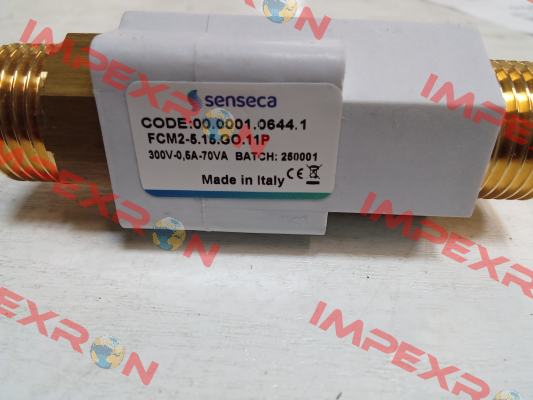 senseca
CODE:00.0001.0644.1
FCM2-5.15.GO.11P
300V-0,5A-70VA BATCH: 250001
Made in Italy CE
IMPEXRON
IMPEXRON
IMPEXRON
IMPEXRON
IMPEXRON